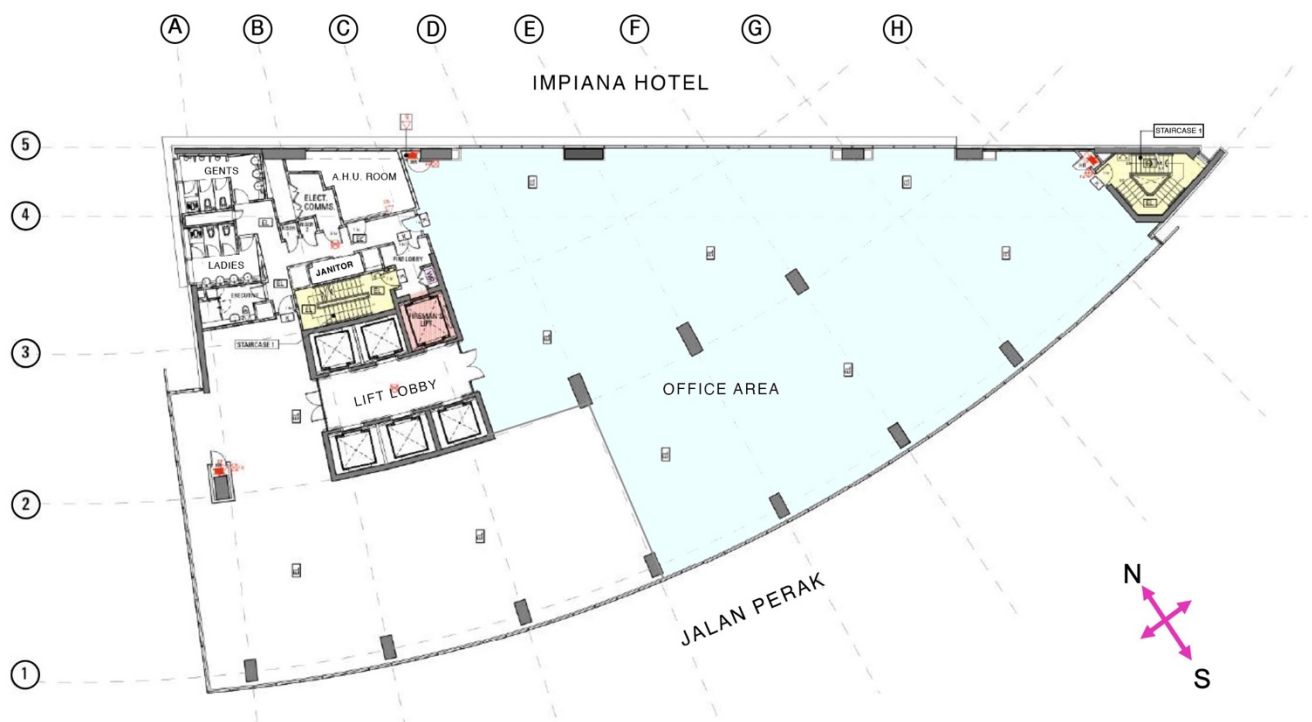 A B C D E F G H
IMPIANA HOTEL
5
STAIRCASE 1
GENTS
A.H.U. ROOM
ELECT.
COMMS.
4
LADIES
JANITOR
FIRE LOBBY
EXECUTIVE
FIREMAN'S
LIFT
STAIRCASE 1
3
LIFT LOBBY
OFFICE AREA
2
JALAN PERAK
N
S
1